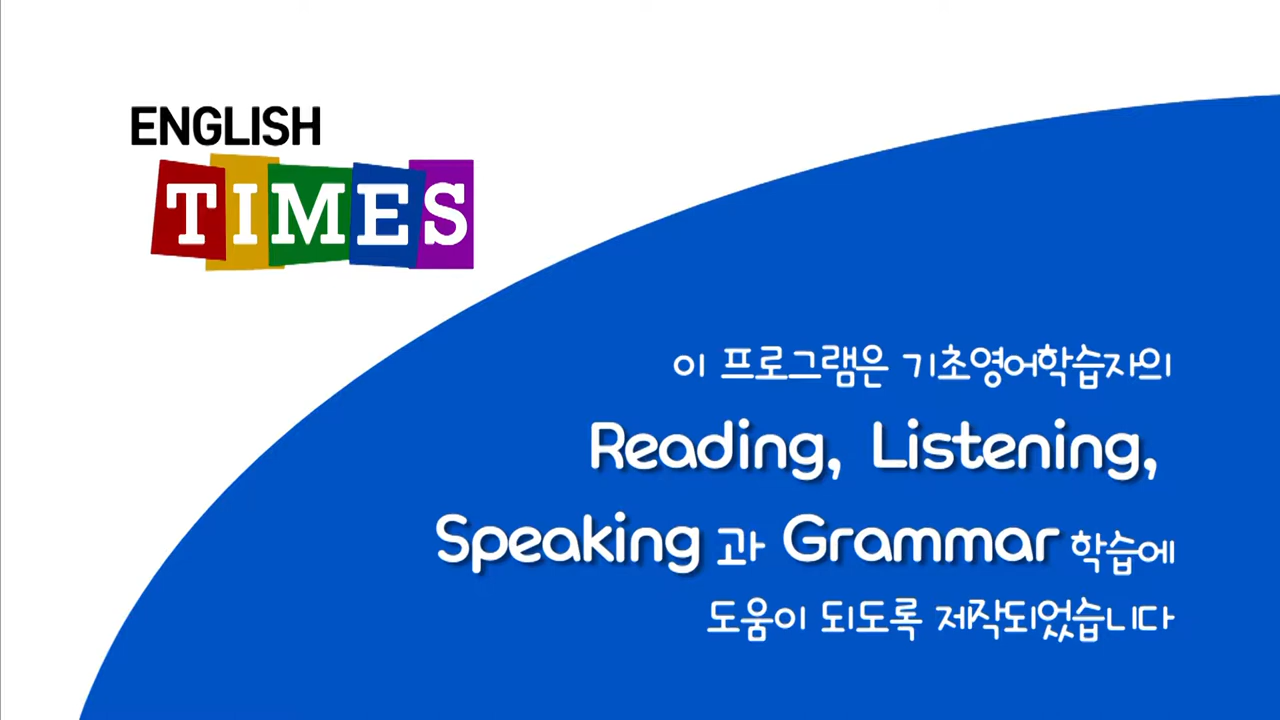 ENGLISH
TIMES
이 프로그램은 기초영어학습자의
Reading, Listening,
Speaking 과 Grammar 학습에
도움이 되도록 제작되었습니다